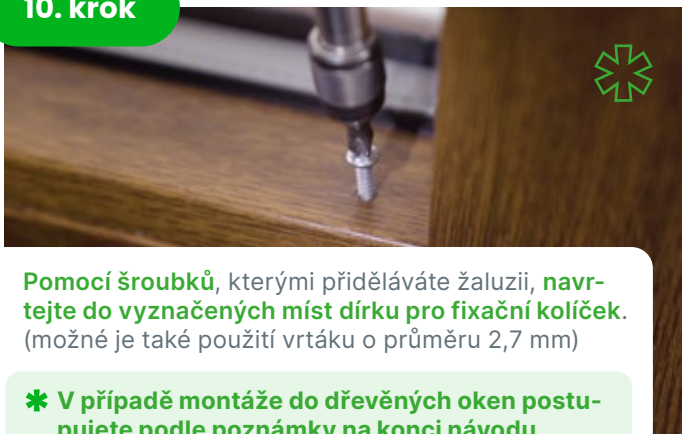 10. krok
Pomocí šroubků, kterými přiděláváte žaluzii, navr-
tejte do vyznačených míst dírku pro fixační kolíček.
(možné je také použití vrtáku o průměru 2,7 mm)
✱ V případě montáže do dřevěných oken postu-
pujete podle poznámky na konci návodu